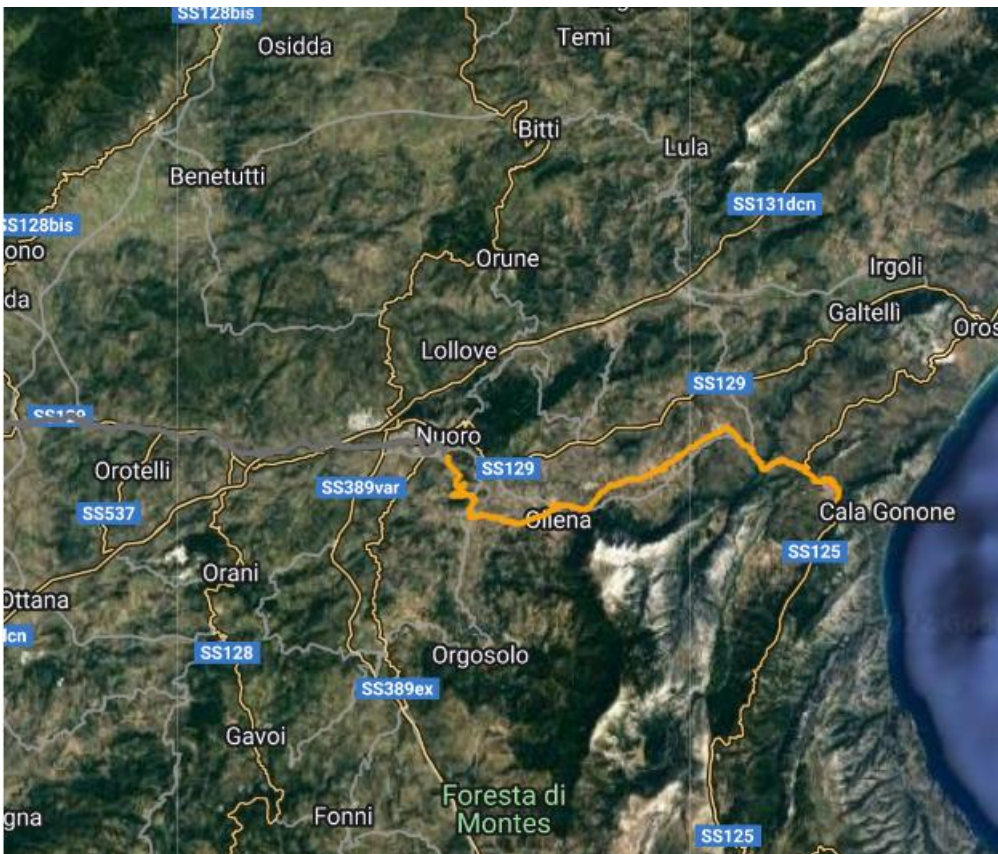 SS128bis
Osidda
Temi
Bitti
Lula
Benetutti
SS131dcn
SS128bis
ono
Orune
Irgoli
da
Galtellì
Oros
Lollove
SS129
SS129
Nuoro
SS129
Orotelli
SS389var
SS537
Oliena
Cala Gonone
SS125
Orani
Ottana
dcn
SS128
Orgosolo
SS389ex
Gavoi
Foresta di
Montes
gna
Fonni
SS125